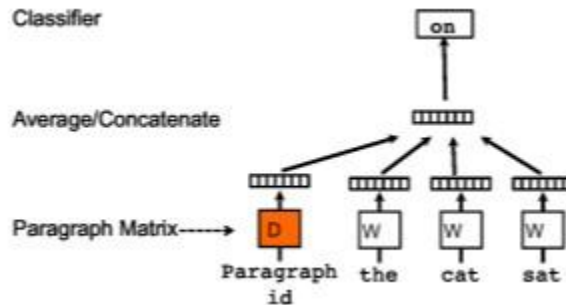 Classifier
on
Average/Concatenate
Paragraph Matrix
D
W
W
W
Paragraph
id
the
cat
sat